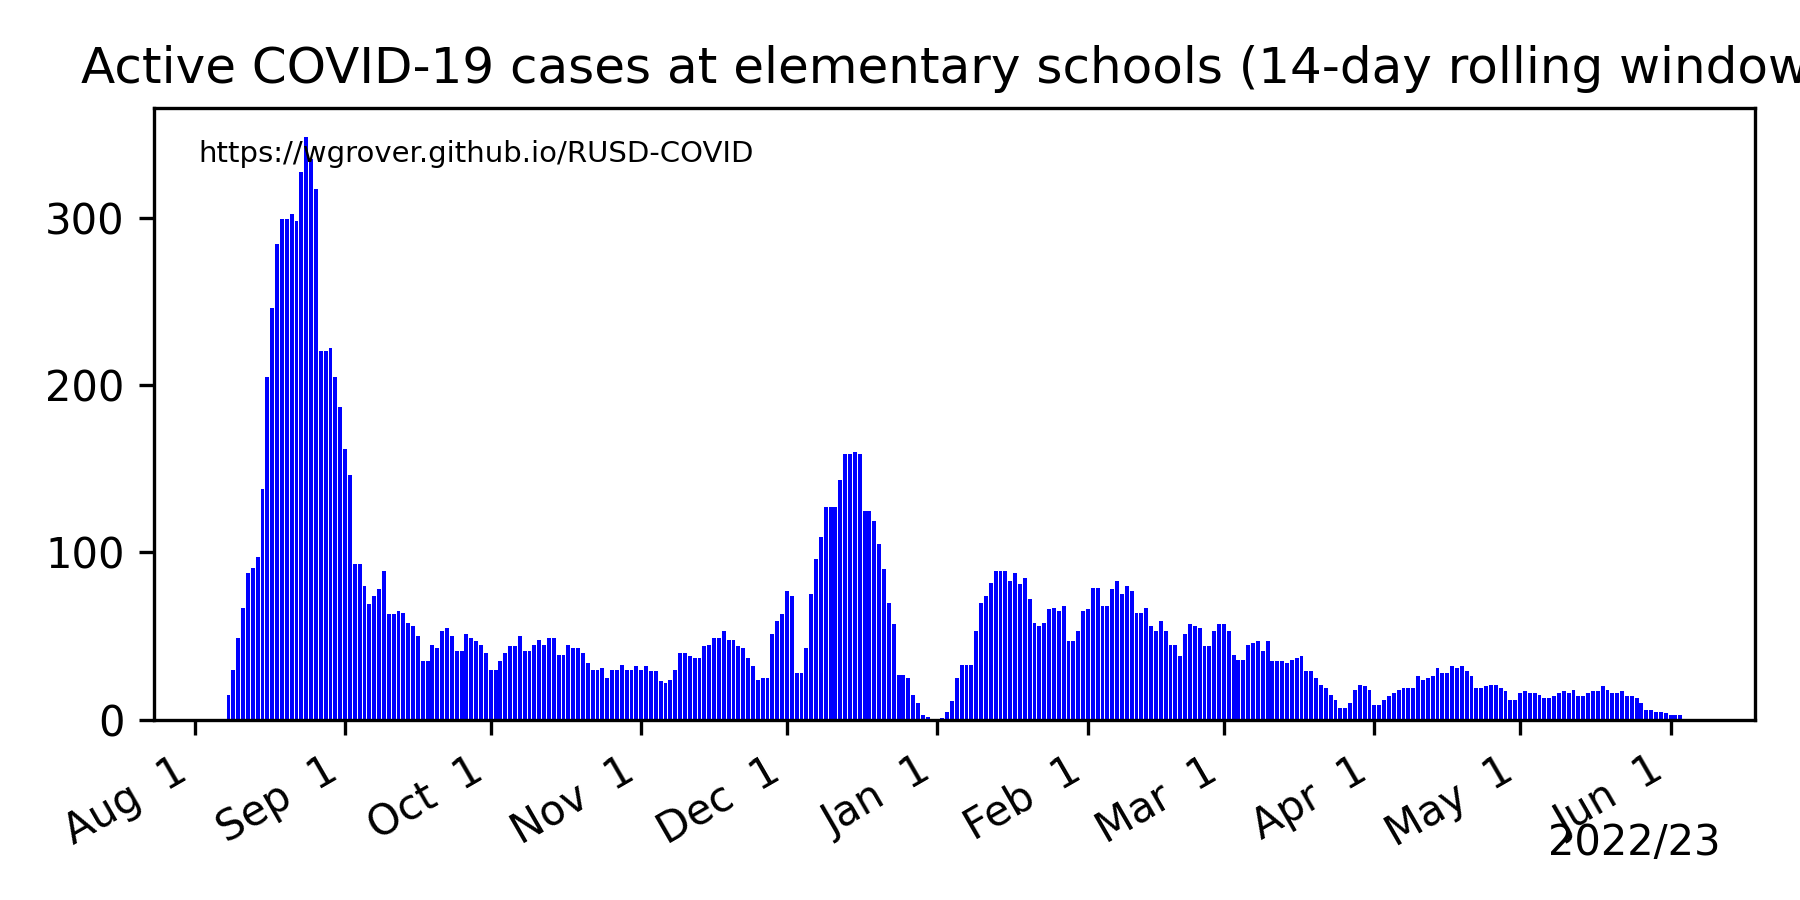 Active COVID-19 cases at elementary schools (14-day rolling window
https://wgrover.github.io/RUSD-COVID
300
200
100
0
Aug 1
Sep 1
Oct 1
Nov 1
Dec 1
Jan 1
Feb 1
Mar 1
Apr 1
May 1
Jun 1
2022/23